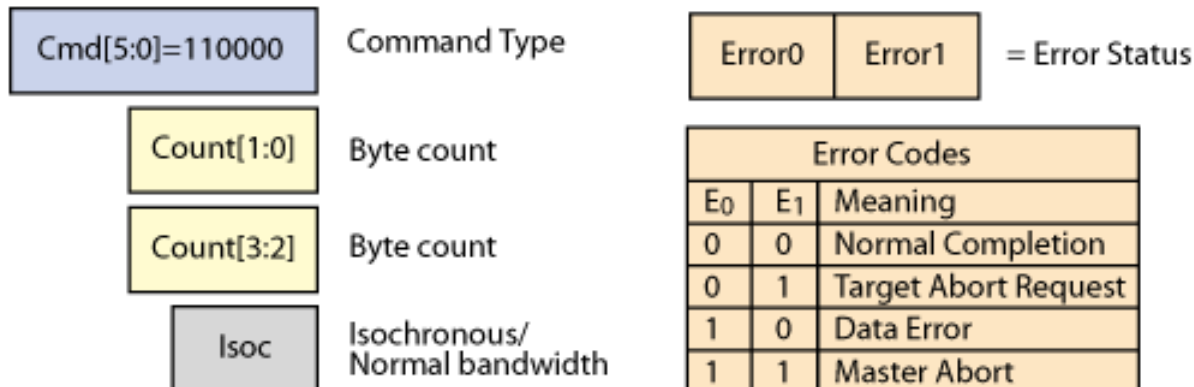 Cmd[5:0]=110000 Command Type
Count[1:0] Byte count
Count[3:2] Byte count
Isoc Isochronous/
Normal bandwidth
Error0 Error1 = Error Status
Error Codes
E0 E1 Meaning
0 0 Normal Completion
0 1 Target Abort Request
1 0 Data Error
1 1 Master Abort